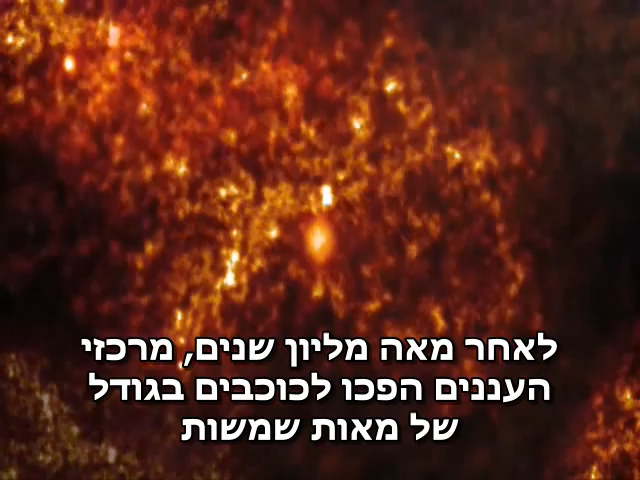 לאחר מאה מליון שנים, מרכזי
העננים הפכו לכוכבים בגודל
של מאות שמשות